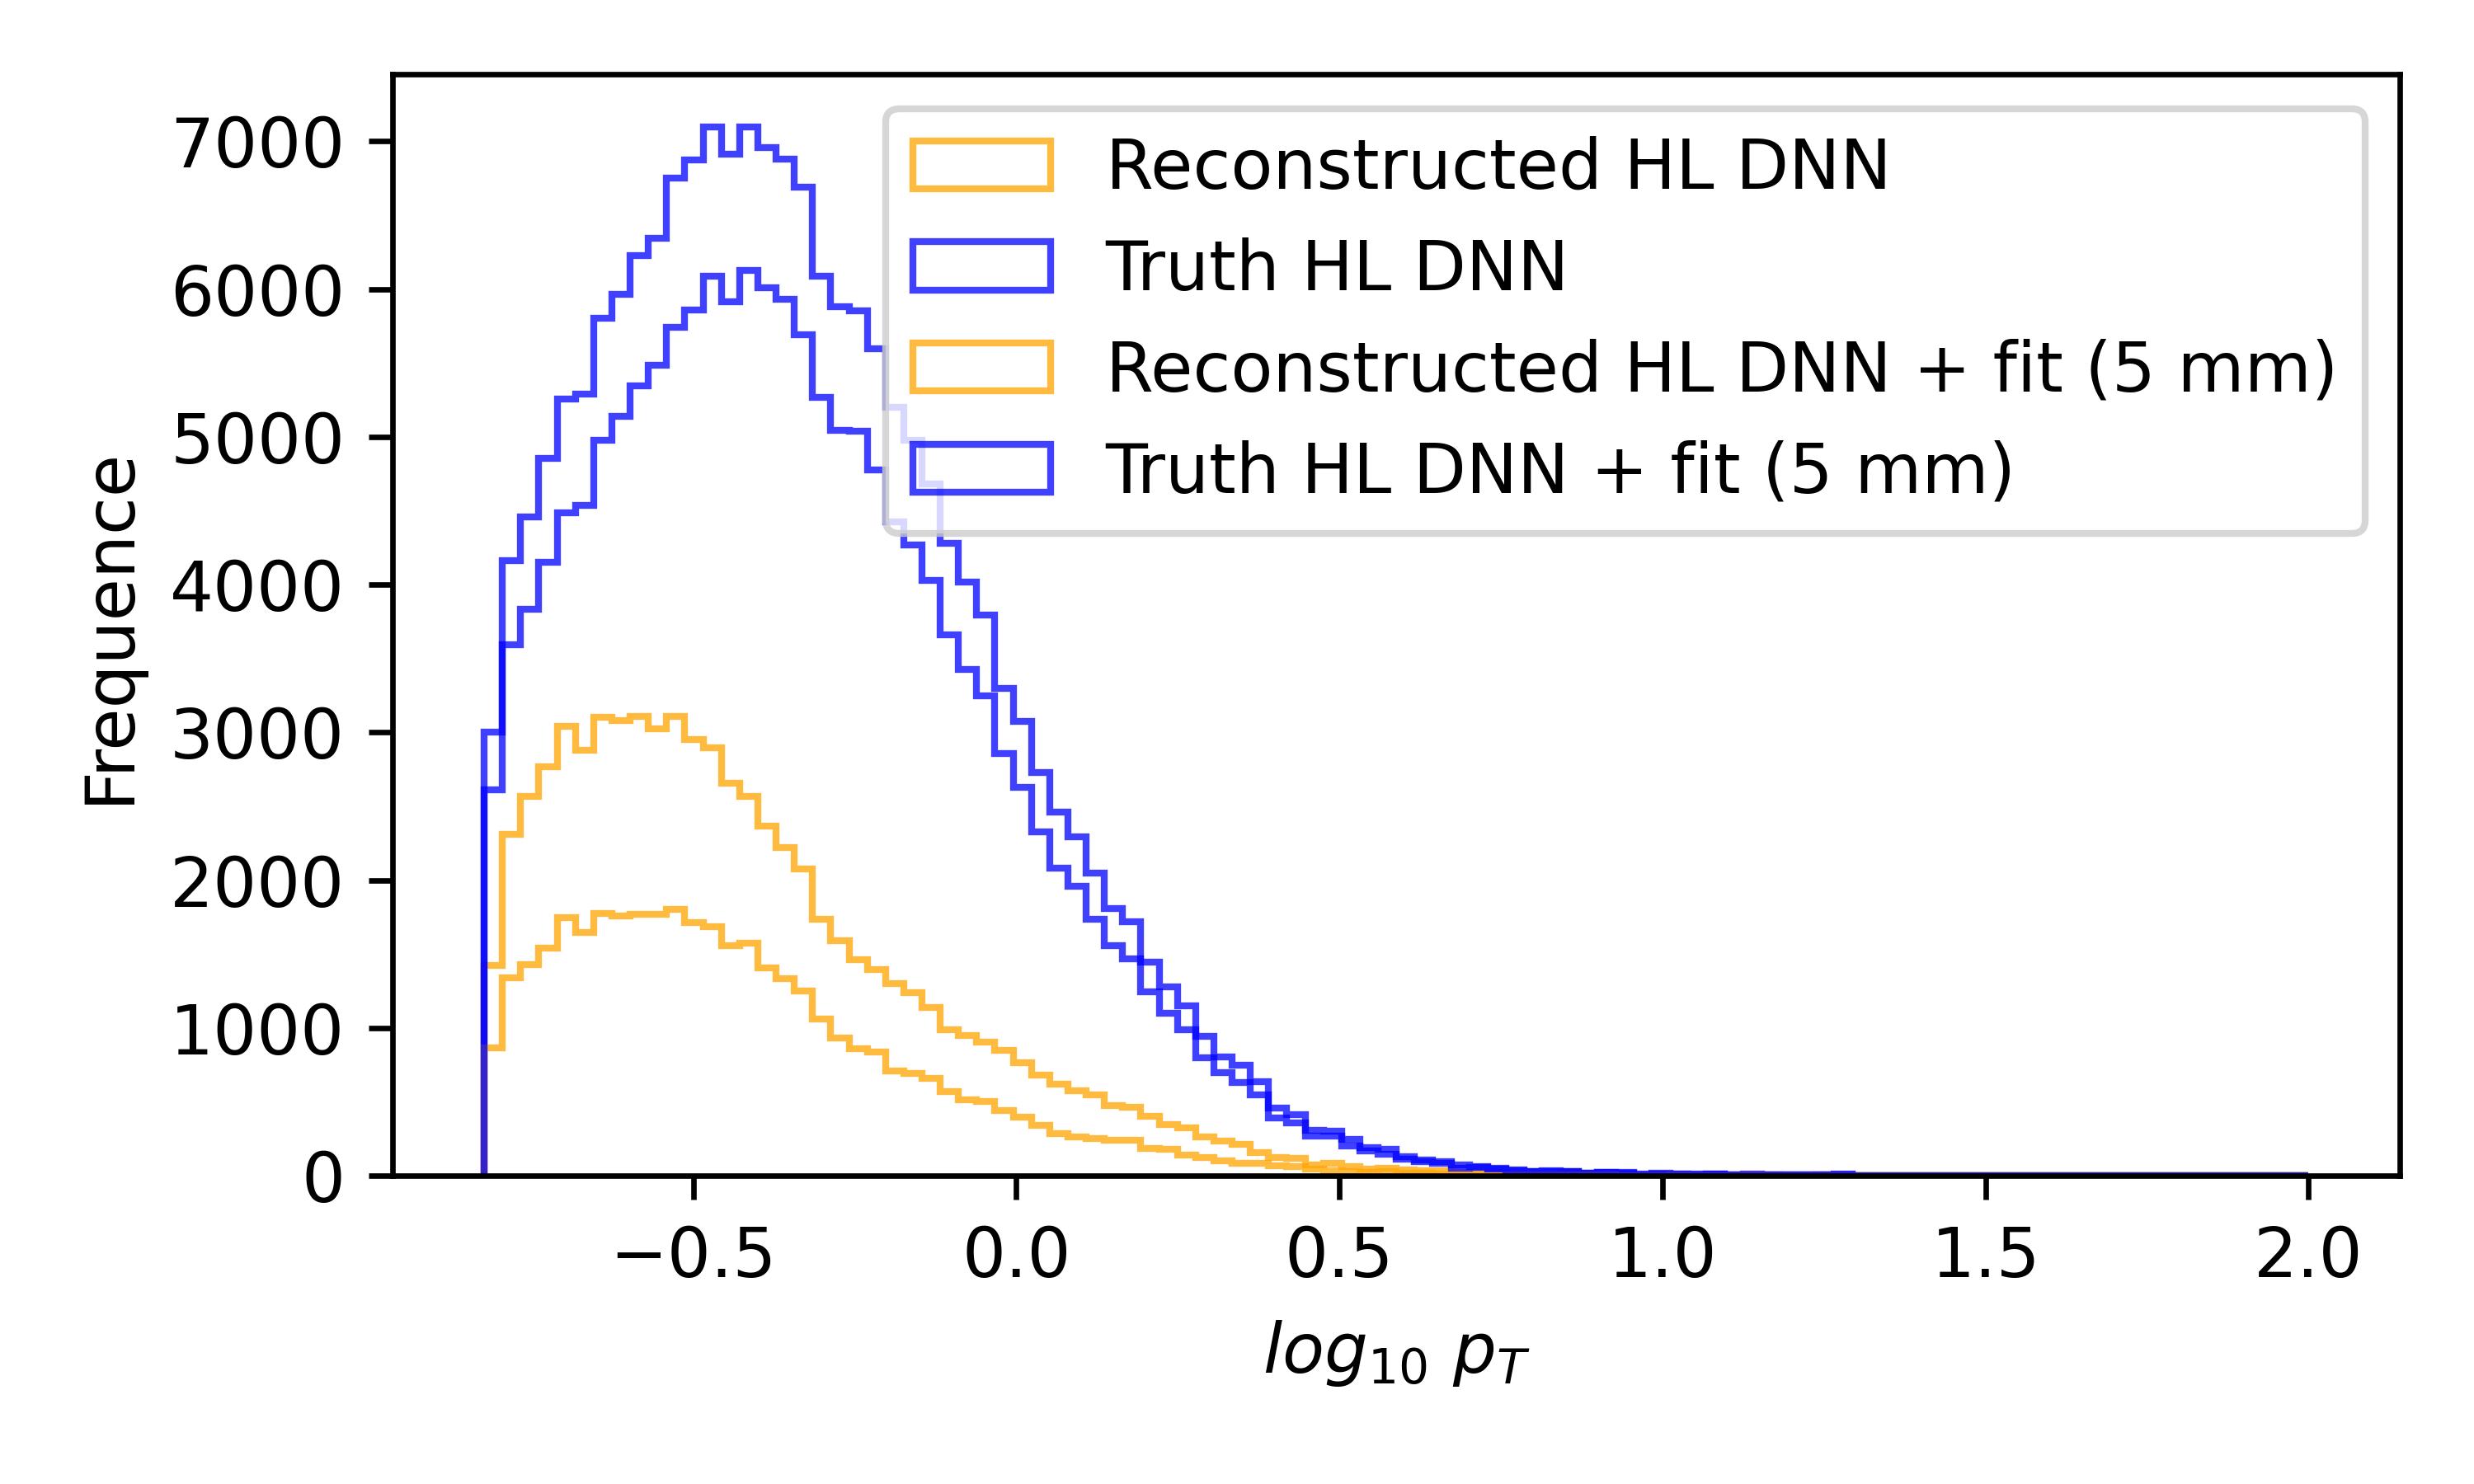 Frequence
7000
6000
5000
4000
3000
2000
1000
0
Reconstructed HL DNN
Truth HL DNN
Reconstructed HL DNN + fit (5 mm)
Truth HL DNN + fit (5 mm)
−0.5 0.0 0.5 1.0 1.5 2.0
log₁₀ p_T